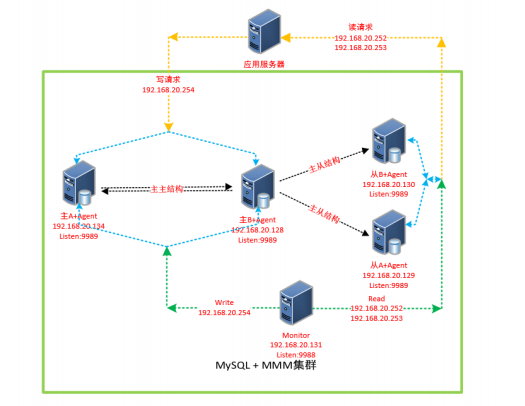 读请求
192.168.20.252
192.168.20.253
应用服务器
写请求
192.168.20.254
主从结构
从B+Agent
192.168.20.130
Listen:9989
主主结构
主A+Agent
192.168.20.134
Listen:9989
主B+Agent
192.168.20.128
Listen:9989
主从结构
从A+Agent
192.168.20.129
Listen:9989
Write
192.168.20.254
Read
192.168.20.252
192.168.20.253
Monitor
192.168.20.131
Listen:9988
MySQL + MMM集群